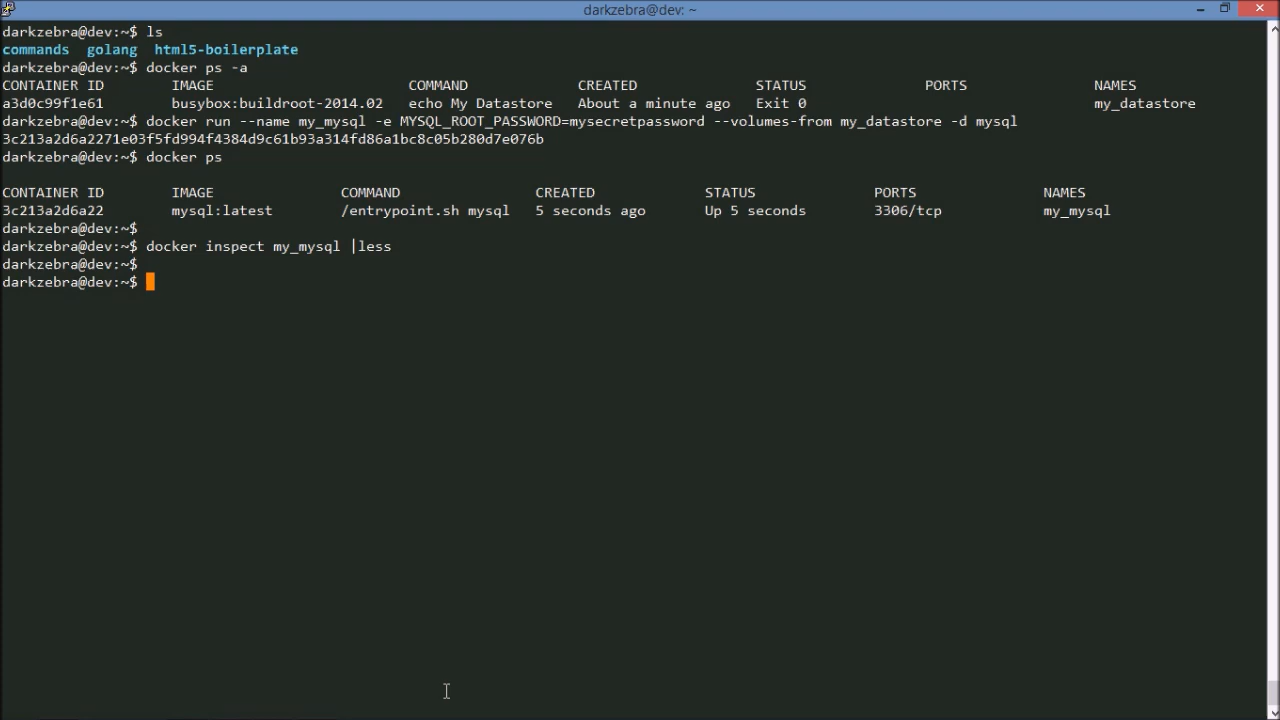 darkzebra@dev: ~
darkzebra@dev:~$ ls
commands  golang  html5-boilerplate
darkzebra@dev:~$ docker ps -a
CONTAINER ID        IMAGE                       COMMAND             CREATED              STATUS              PORTS               NAMES
a3d0c99f1e61        busybox:buildroot-2014.02   echo My Datastore   About a minute ago   Exit 0                                  my_datastore
darkzebra@dev:~$ docker run --name my_mysql -e MYSQL_ROOT_PASSWORD=mysecretpassword --volumes-from my_datastore -d mysql
3c213a2d6a2271e03f5fd994f4384d9c61b93a314fd86a1bc8c05b280d7e076b
darkzebra@dev:~$ docker ps
CONTAINER ID        IMAGE               COMMAND                CREATED             STATUS              PORTS               NAMES
3c213a2d6a22        mysql:latest        /entrypoint.sh mysql   5 seconds ago       Up 5 seconds        3306/tcp            my_mysql
darkzebra@dev:~$
darkzebra@dev:~$ docker inspect my_mysql |less
darkzebra@dev:~$
darkzebra@dev:~$